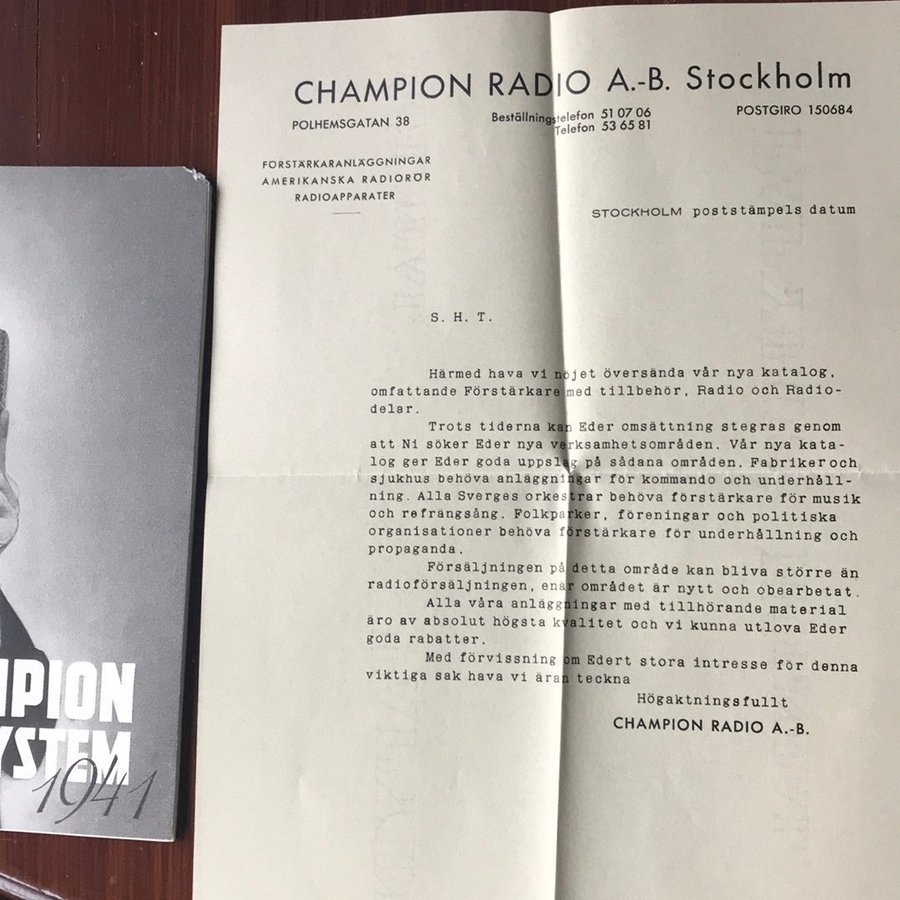 CHAMPION RADIO A.-B. Stockholm
POLHEMSGATAN 38
Beställningstelefon 51 07 06
Telefon 53 65 81
POSTGIRO 150684
FÖRSTÄRKARANLÄGGNINGAR
AMERIKANSKA RADIORÖR
RADIOAPPARATER
STOCKHOLM poststämpels datum
S. H. T.
Härmed hava vi nöjet översända vår nya katalog,
omfattande Förstärkare med tillbehör, Radio och Radio-
delar.
Trots tiderna kan Eder omsättning stegras genom
att Ni söker Eder nya verksamhetsområden. Vår nya kata-
log ger Eder goda uppslag på sådana områden. Fabriker och
sjukhus behöva anläggningar för kommando och underhåll-
ning. Alla Sverges orkestrar behöva förstärkare för musik
och refrängsång. Folkparker, föreningar och politiska
organisationer behöva förstärkare för underhållning och
propaganda.
Försäljningen på detta område kan bliva större än
radioförsäljningen, enär området är nytt och obearbetat.
Alla våra anläggningar med tillhörande material
äro av absolut högsta kvalitet och vi kunna utlova Eder
goda rabatter.
Med förvissning om Edert stora intresse för denna
viktiga sak hava vi äran teckna
Högaktningsfullt
CHAMPION RADIO A.-B.
MPION
YSTEM
1941